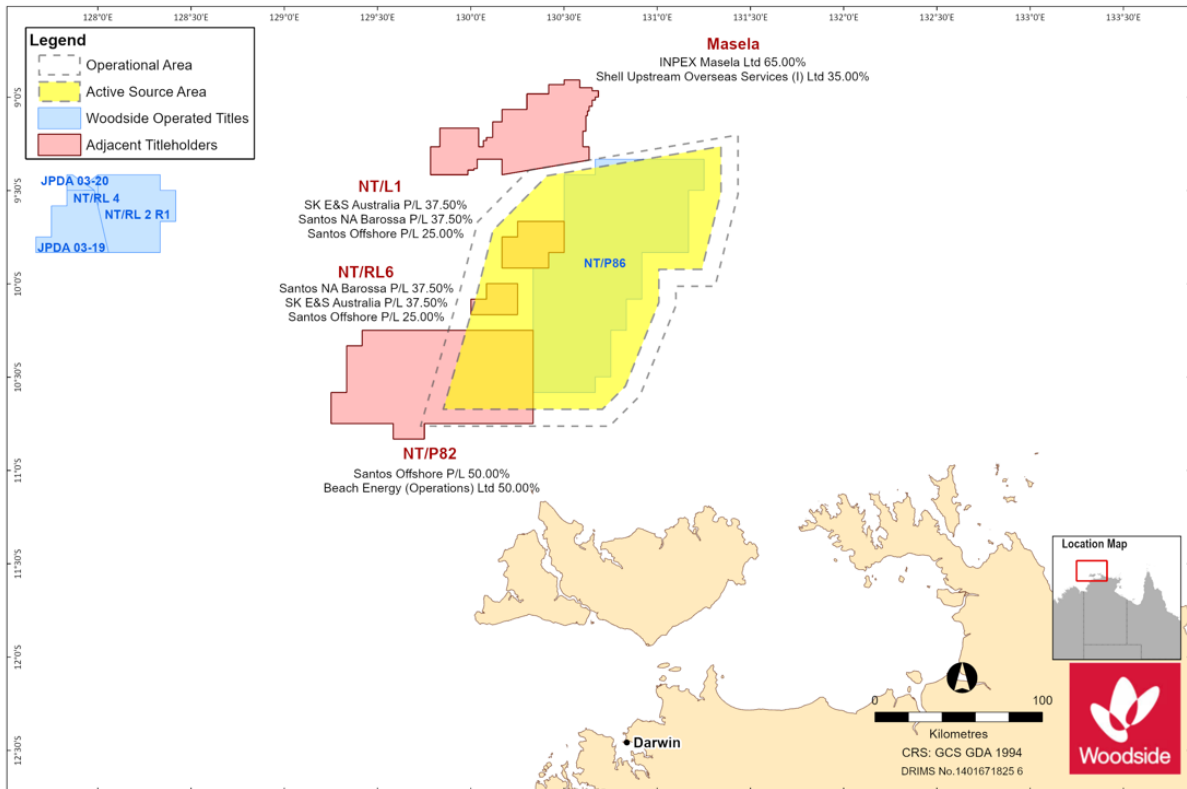 128°0'E 128°30'E 129°0'E 129°30'E 130°0'E 130°30'E 131°0'E 131°30'E 132°0'E 132°30'E 133°0'E 133°30'E
Legend
Operational Area
Active Source Area
Woodside Operated Titles
Adjacent Titleholders
Masela
INPEX Masela Ltd 65.00%
Shell Upstream Overseas Services (I) Ltd 35.00%
9°0'S
9°30'S
10°0'S
10°30'S
11°0'S
11°30'S
12°0'S
12°30'S
JPDA 03-20
NT/RL 4
NT/RL 2 R1
JPDA 03-19
NT/L1
SK E&S Australia P/L 37.50%
Santos NA Barossa P/L 37.50%
Santos Offshore P/L 25.00%
NT/P86
NT/RL6
Santos NA Barossa P/L 37.50%
SK E&S Australia P/L 37.50%
Santos Offshore P/L 25.00%
NT/P82
Santos Offshore P/L 50.00%
Beach Energy (Operations) Ltd 50.00%
Location Map
0 100
Kilometres
CRS: GCS GDA 1994
DRIMS No.1401671825 6
Darwin
Woodside